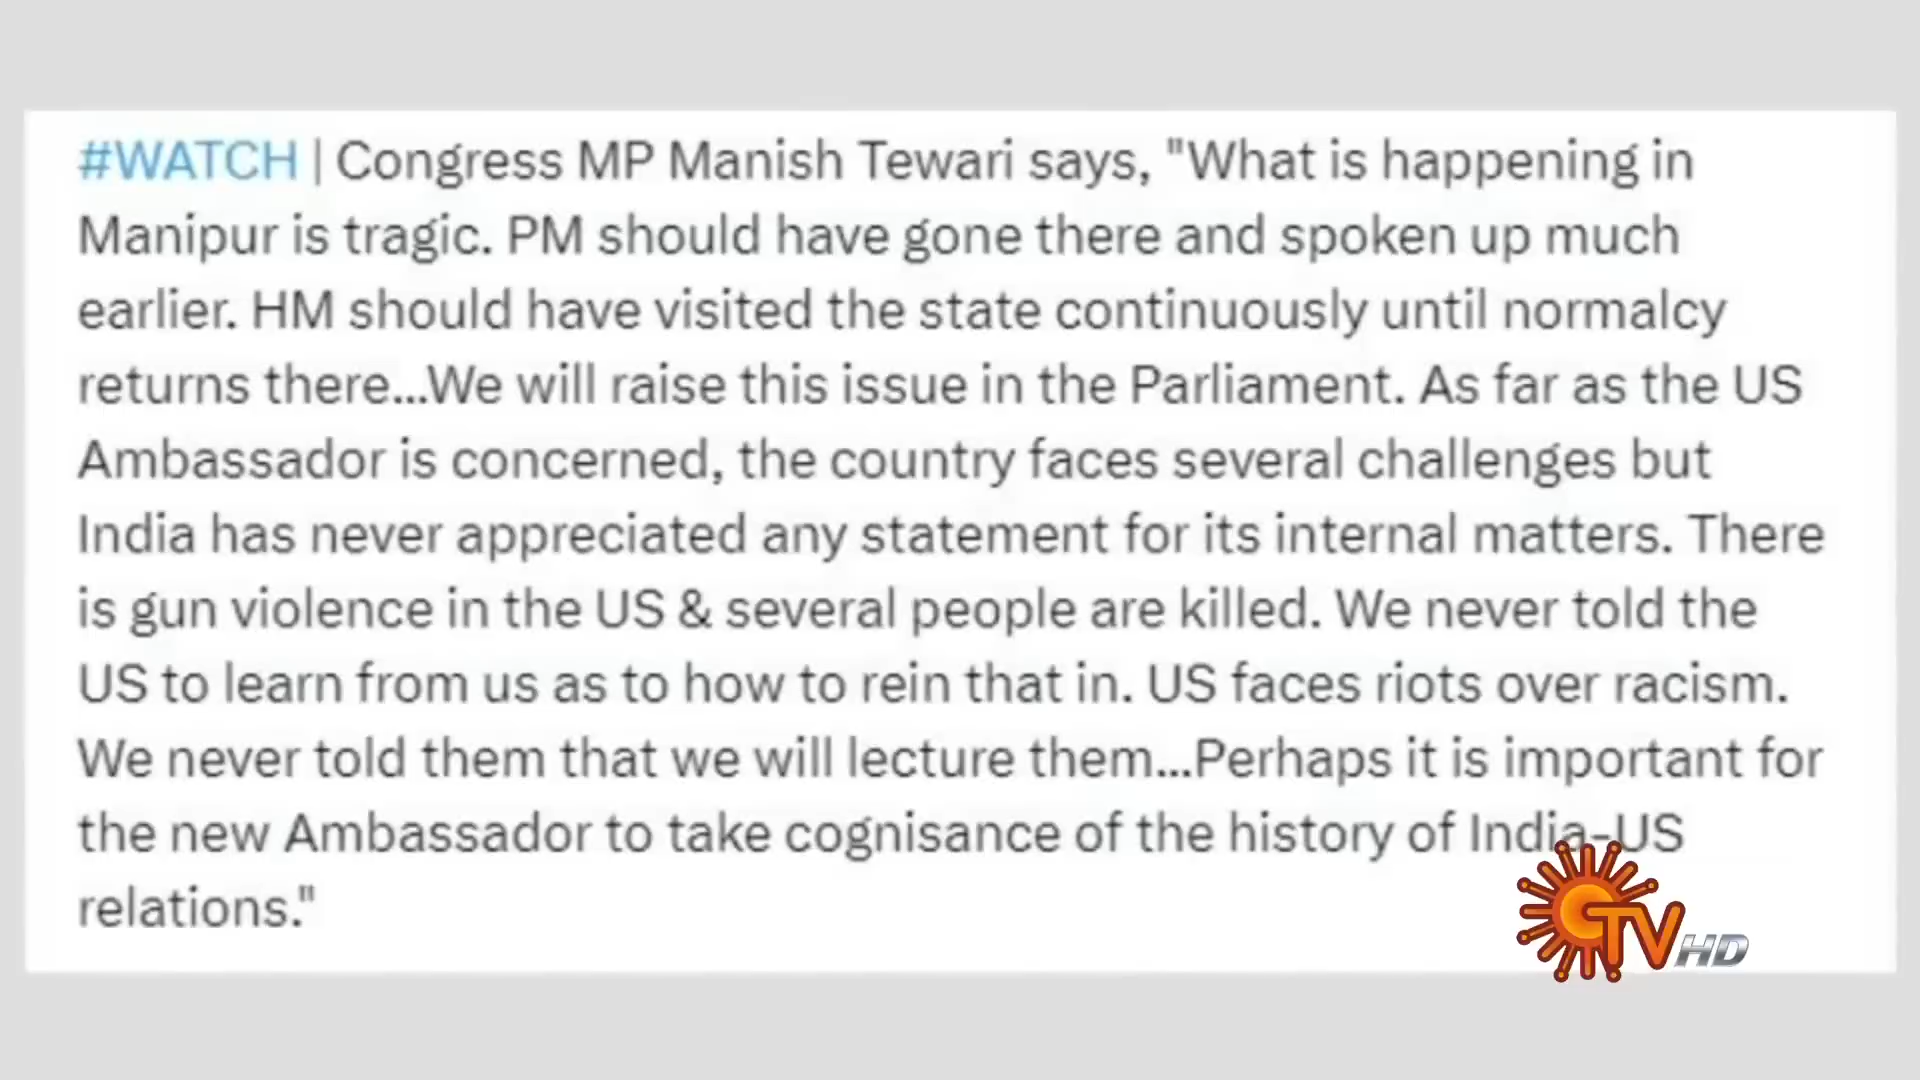 #WATCH | Congress MP Manish Tewari says, "What is happening in
Manipur is tragic. PM should have gone there and spoken up much
earlier. HM should have visited the state continuously until normalcy
returns there...We will raise this issue in the Parliament. As far as the US
Ambassador is concerned, the country faces several challenges but
India has never appreciated any statement for its internal matters. There
is gun violence in the US & several people are killed. We never told the
US to learn from us as to how to rein that in. US faces riots over racism.
We never told them that we will lecture them...Perhaps it is important for
the new Ambassador to take cognisance of the history of India-US
relations."
TV HD